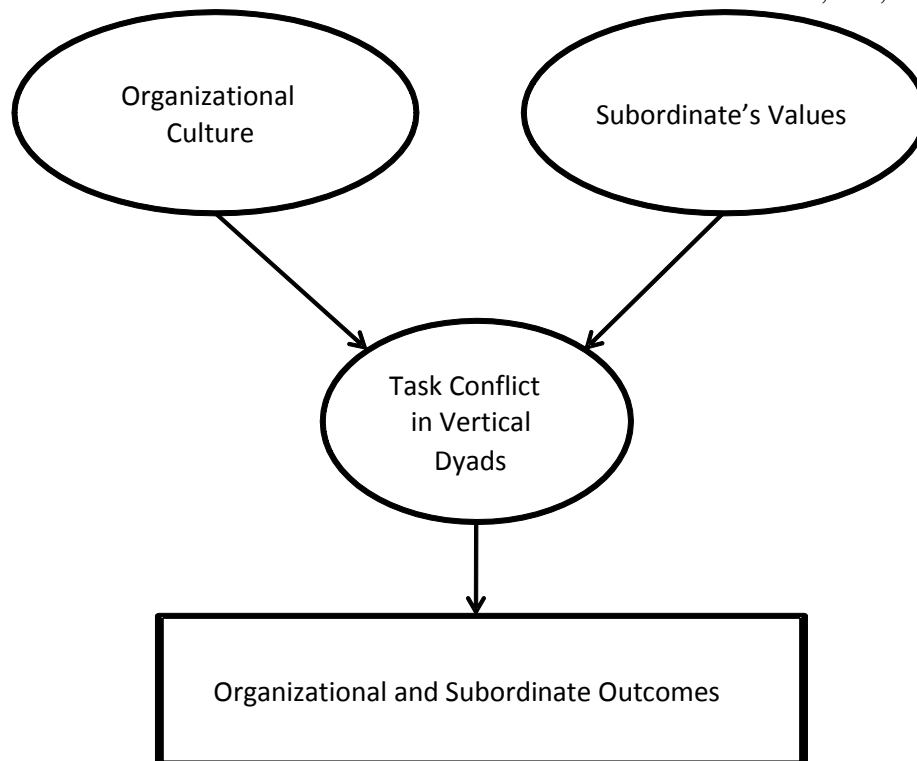 Organizational
Culture
Subordinate’s Values
Task Conflict
in Vertical
Dyads
Organizational and Subordinate Outcomes